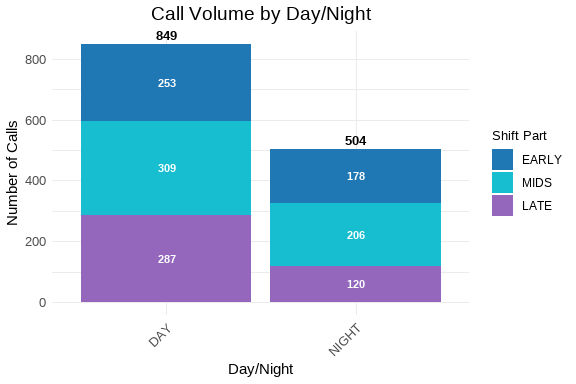 Call Volume by Day/Night
849
800
253
600
504
Shift Part
EARLY
MIDS
LATE
Number of Calls
400
309
178
200
206
287
120
0
DAY
NIGHT
Day/Night